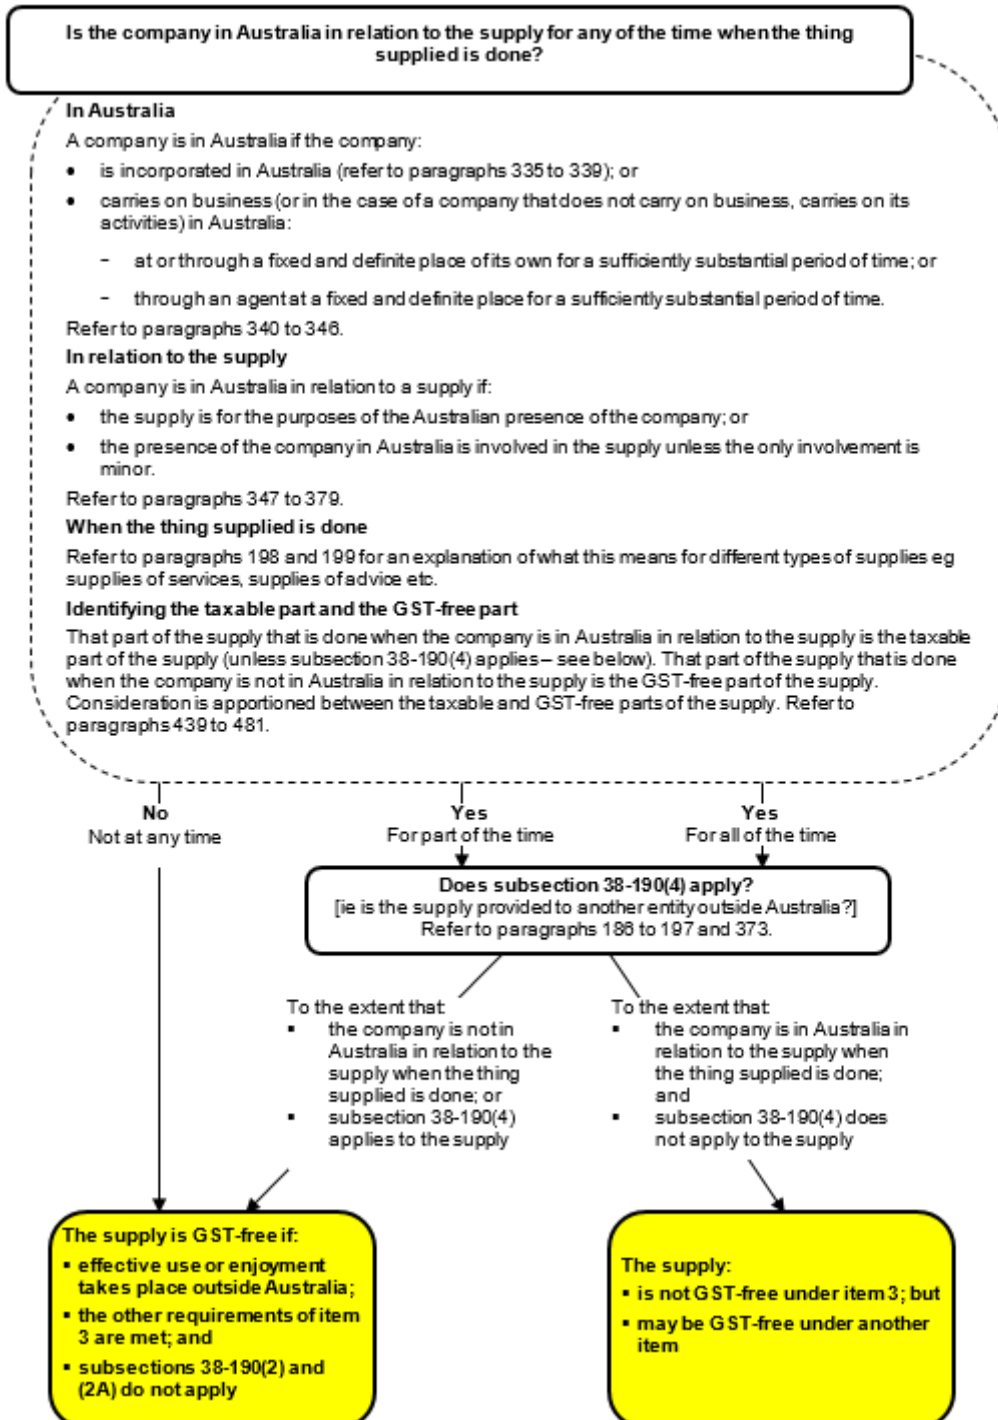 Is the company in Australia in relation to the supply for any of the time when the thing
supplied is done?
In Australia
A company is in Australia if the company:
• is incorporated in Australia (refer to paragraphs 335 to 339); or
• carries on business (or in the case of a company that does not carry on business, carries on its
activities) in Australia:
– at or through a fixed and definite place of its own for a sufficiently substantial period of time; or
– through an agent at a fixed and definite place for a sufficiently substantial period of time.
Refer to paragraphs 340 to 346.
In relation to the supply
A company is in Australia in relation to a supply if:
• the supply is for the purposes of the Australian presence of the company; or
• the presence of the company in Australia is involved in the supply unless the only involvement is
minor.
Refer to paragraphs 347 to 379.
When the thing supplied is done
Refer to paragraphs 198 and 199 for an explanation of what this means for different types of supplies eg
supplies of services, supplies of advice etc.
Identifying the taxable part and the GST-free part
That part of the supply that is done when the company is in Australia in relation to the supply is the taxable
part of the supply (unless subsection 38-190(4) applies – see below). That part of the supply that is done
when the company is not in Australia in relation to the supply is the GST-free part of the supply.
Consideration is apportioned between the taxable and GST-free parts of the supply. Refer to
paragraphs 439 to 481.
No
Not at any time
Yes
For part of the time
Yes
For all of the time
Does subsection 38-190(4) apply?
[ie is the supply provided to another entity outside Australia?]
Refer to paragraphs 186 to 197 and 373.
To the extent that:
▪ the company is not in
Australia in relation to the
supply when the thing
supplied is done; or
▪ subsection 38-190(4)
applies to the supply
To the extent that:
▪ the company is in Australia in
relation to the supply when
the thing supplied is done;
and
▪ subsection 38-190(4) does
not apply to the supply
The supply is GST-free if:
▪ effective use or enjoyment
takes place outside Australia;
▪ the other requirements of item
3 are met; and
▪ subsections 38-190(2) and
(2A) do not apply
The supply:
▪ is not GST-free under item 3; but
▪ may be GST-free under another
item